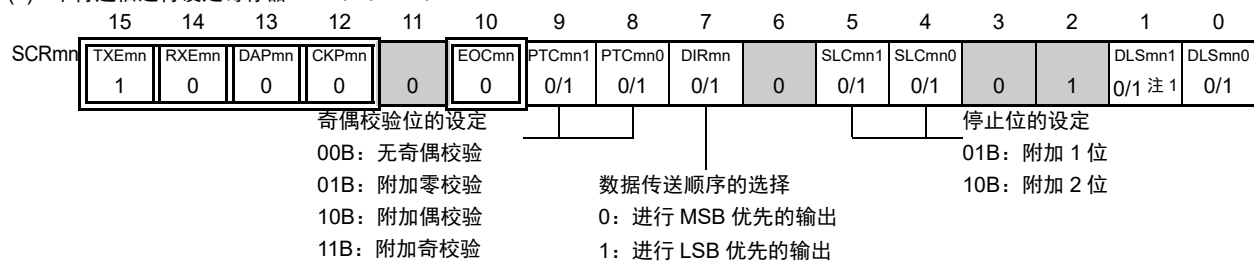 15 14 13 12 11 10 9 8 7 6 5 4 3 2 1 0
SCRmn TXEmn RXEmn DAPmn CKPmn EOCmn PTCmn1 PTCmn0 DIRmn SLCmn1 SLCmn0 DLSmn1 DLSmn0
1 0 0 0 0 0 0/1 0/1 0/1 0 0/1 0/1 0 1 0/1 注 1 0/1
奇偶校验位的设定
00B：无奇偶校验
01B：附加零校验
10B：附加偶校验
11B：附加奇校验
数据传送顺序的选择
0：进行 MSB 优先的输出
1：进行 LSB 优先的输出
停止位的设定
01B：附加 1 位
10B：附加 2 位